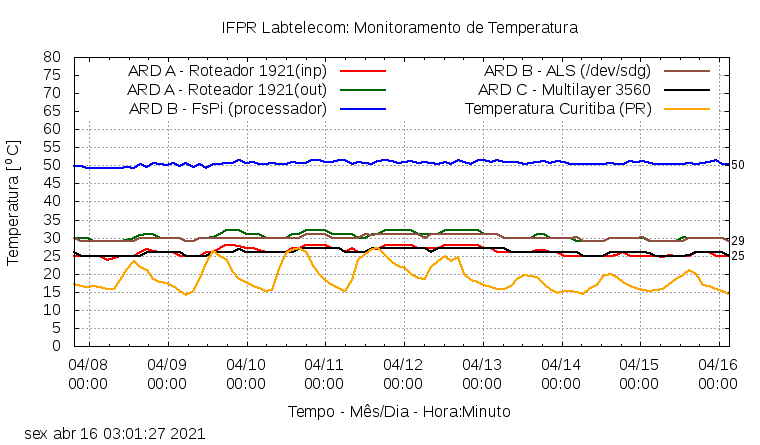 IFPR Labtelecom: Monitoramento de Temperatura
Temperatura [ ° C]
80
75
70
65
60
55
50
45
40
35
30
25
20
15
10
5
0
ARD A - Roteador 1921(inp)
ARD A - Roteador 1921(out)
ARD B - FsPi (processador)
ARD B - ALS (/dev/sdg)
ARD C - Multilayer 3560
Temperatura Curitiba (PR)
50
29
25
04/08 04/09 04/10 04/11 04/12 04/13 04/14 04/15 04/16
00:00 00:00 00:00 00:00 00:00 00:00 00:00 00:00 00:00
Tempo - Mês/Dia - Hora:Minuto
sex abr 16 03:01:27 2021